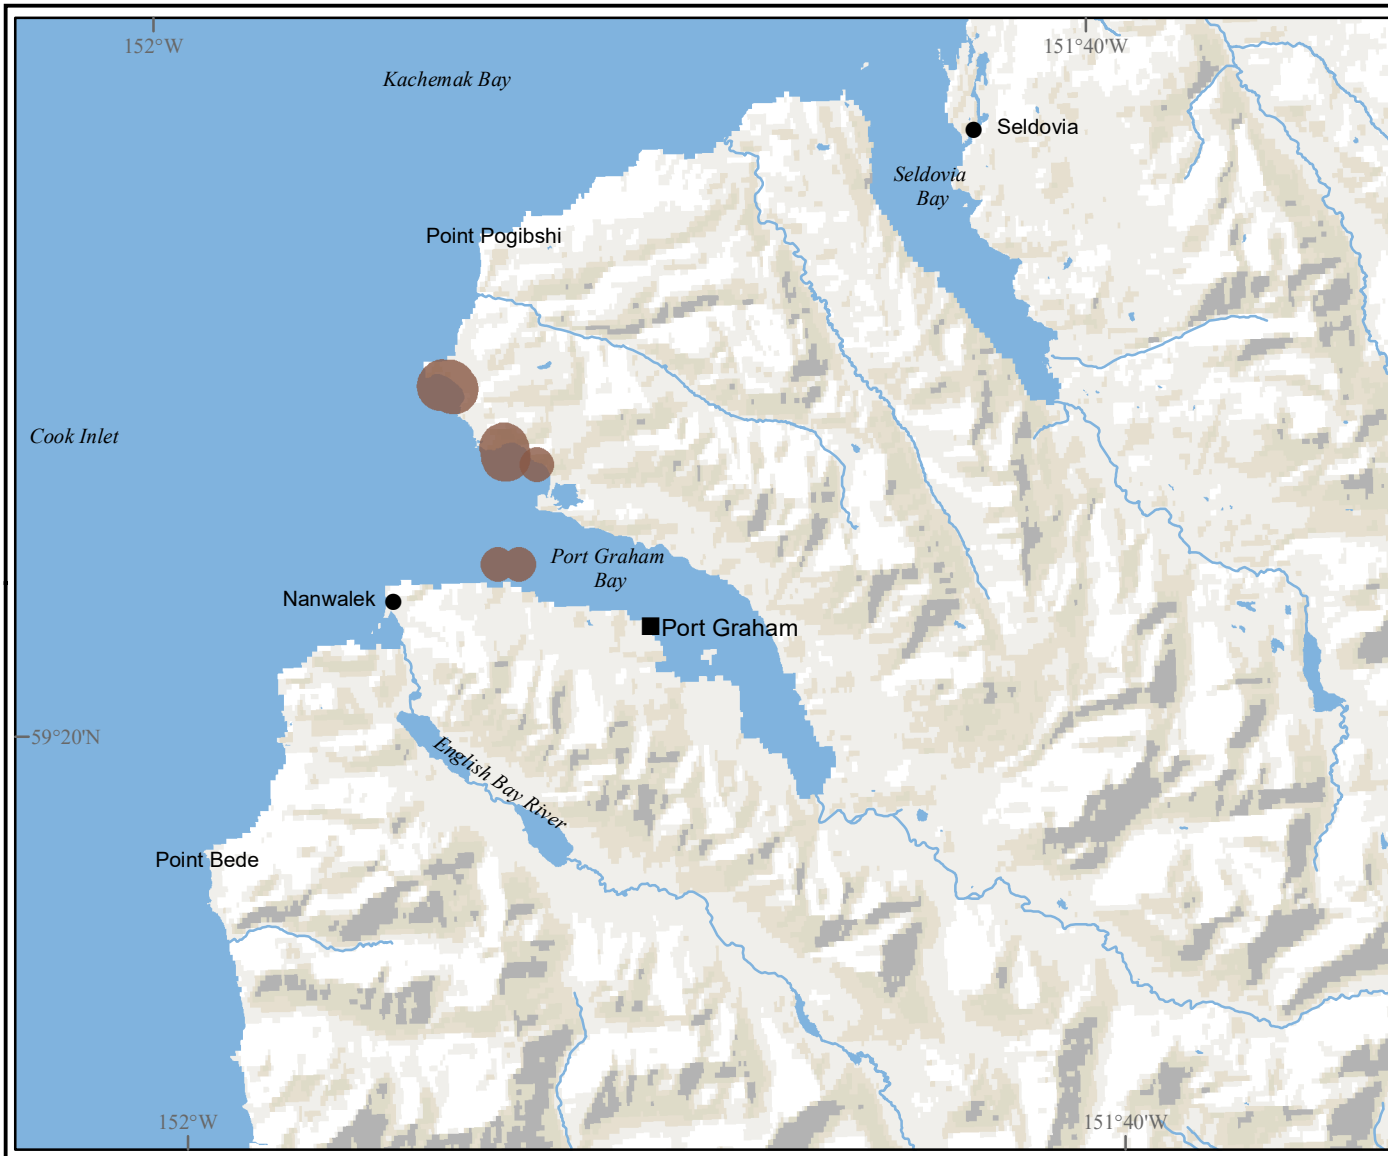 152°W
151°40'W
Kachemak Bay
Seldovia
Seldovia
Bay
Point Pogibshi
Cook Inlet
Port Graham
Bay
Nanwalek
Port Graham
59°20'N
English Bay River
Point Bede
152°W
151°40'W